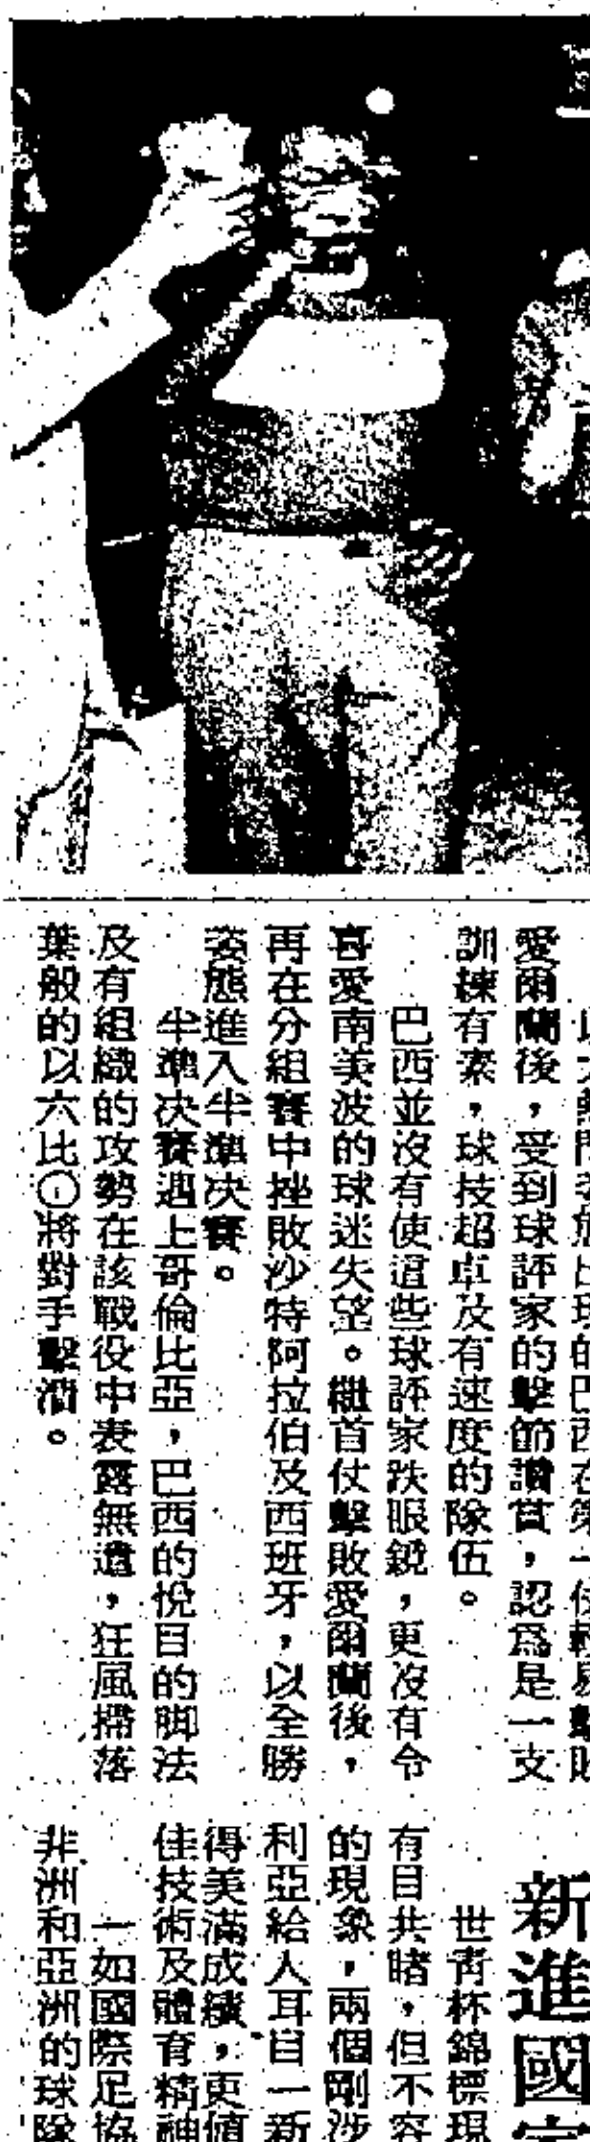 愛爾蘭後，受到球評家的擊節讚賞，認爲是一支
訓練有素，球技超卓及有速度的隊伍。
巴西並沒有使這些球評家跌眼鏡，更沒有令
喜愛南美波的球迷失望。繼首仗擊敗愛爾蘭後，
再在分組賽中挫敗沙特阿拉伯及西班牙，以全勝
姿態進入半準决賽。
半準决賽遇上哥倫比亞，巴西的悅目的脚法
及有組織的攻勢在該戰役中表露無遺，狂風掃落
葉般的以六比〇將對手擊潰。
新進國家
世靑杯錦標現
有目共睹，但不容
的現象，兩個剛涉
利亞給人耳目一新
得美滿成績，更值
佳技術及體育精神
一如國際足協
非洲和亞洲的球隊